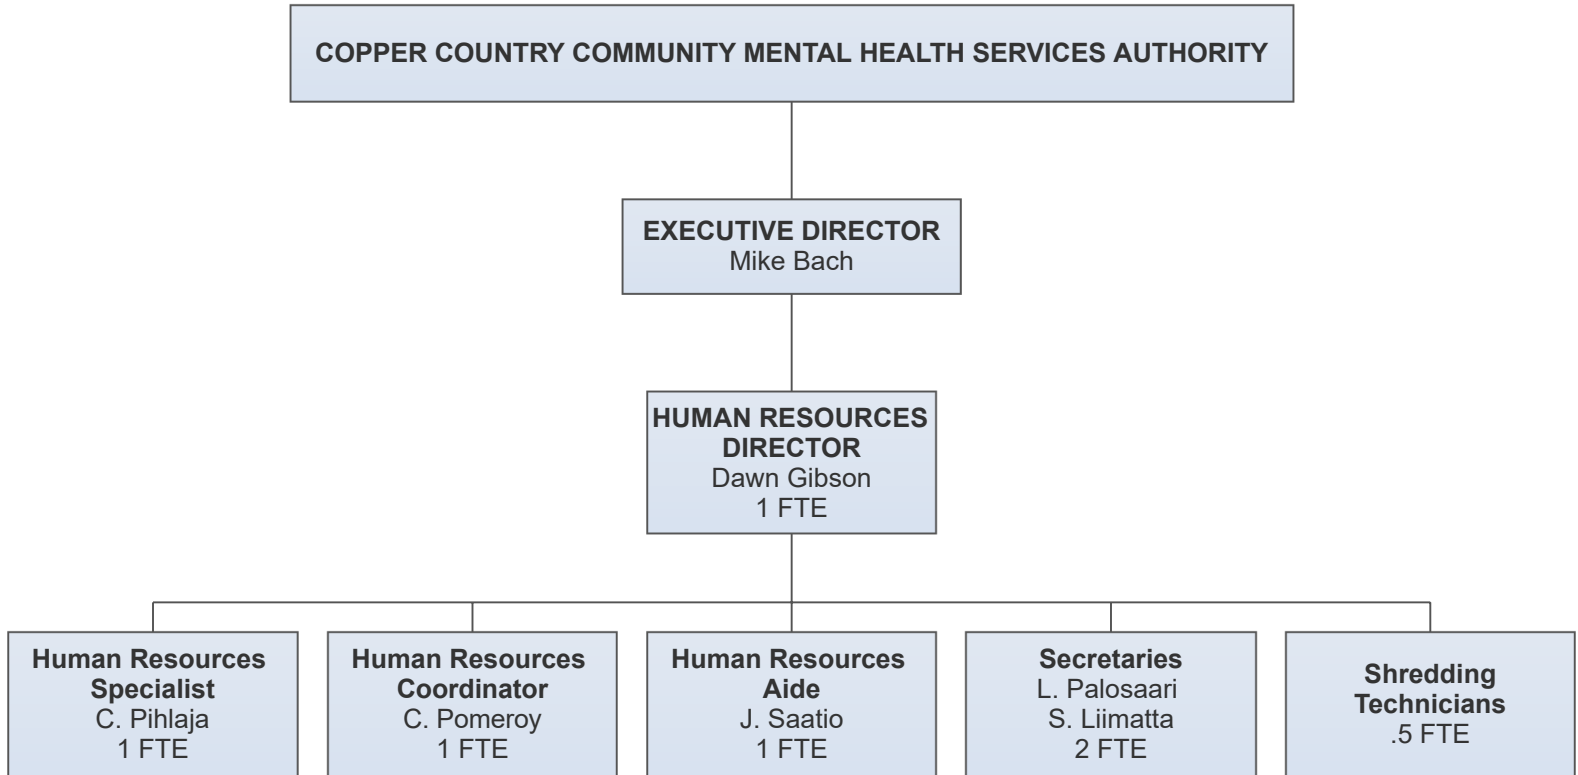 COPPER COUNTRY COMMUNITY MENTAL HEALTH SERVICES AUTHORITY
EXECUTIVE DIRECTOR
Mike Bach
HUMAN RESOURCES
DIRECTOR
Dawn Gibson
1 FTE
Human Resources
Specialist
C. Pihlaja
1 FTE
Human Resources
Coordinator
C. Pomeroy
1 FTE
Human Resources
Aide
J. Saatio
1 FTE
Secretaries
L. Palosaari
S. Liimatta
2 FTE
Shredding
Technicians
.5 FTE